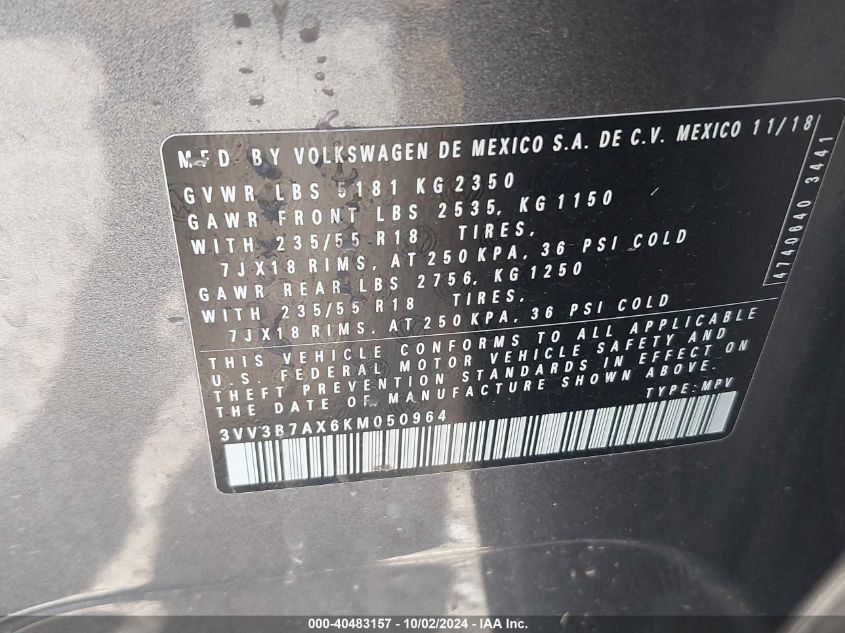 MFD BY VOLKSWAGEN DE MEXICO S.A. DE C.V. MEXICO 11/18
GVWR LBS 5181 KG 2350
GAWR FRONT LBS 2535, KG 1150
WITH 235/55 R18 TIRES,
7JX18 RIMS, AT 250 KPA, 36 PSI COLD
GAWR REAR LBS 2756, KG 1250
WITH 235/55 R18 TIRES,
7JX18 RIMS, AT 250 KPA, 36 PSI COLD
THIS VEHICLE CONFORMS TO ALL APPLICABLE
U.S. FEDERAL MOTOR VEHICLE SAFETY AND
THEFT PREVENTION STANDARDS IN EFFECT ON
THE DATE OF MANUFACTURE SHOWN ABOVE.
TYPE: MPV
3VV3B7AX6KM050964
4740640 3441
000-40483157 - 10/02/2024 - IAA Inc.